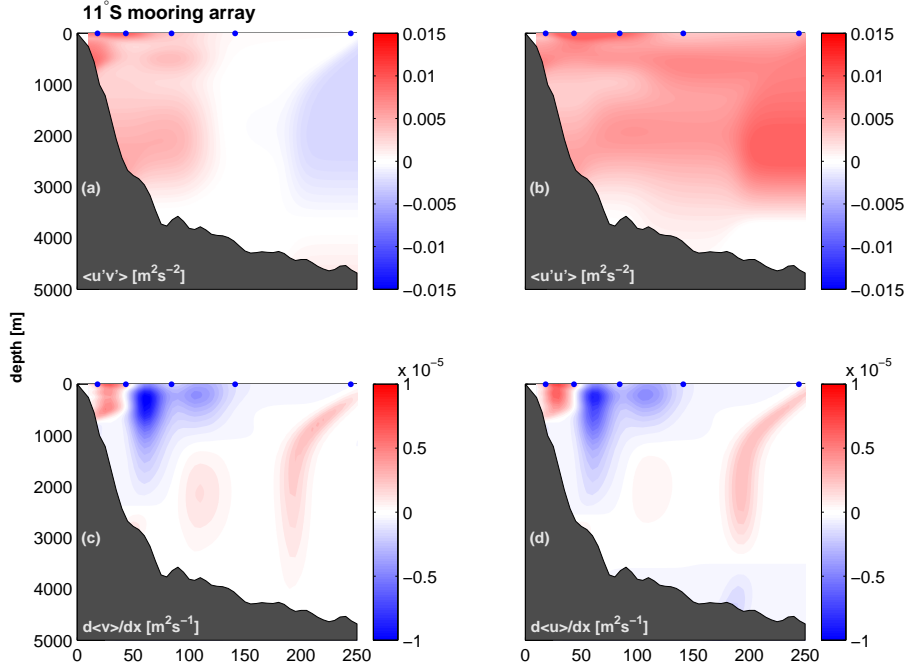 11°S mooring array
0
1000
2000
3000
4000
5000
(a)
<u'v'> [m²s⁻²]
0.015
0.01
0.005
0
−0.005
−0.01
−0.015
(b)
<u'u'> [m²s⁻²]
0.015
0.01
0.005
0
−0.005
−0.01
−0.015
depth [m]
0
1000
2000
3000
4000
5000
0 50 100 150 200 250
(c)
d<v>/dx [m²s⁻¹]
x 10⁻⁵
1
0.5
0
−0.5
−1
0 50 100 150 200 250
(d)
d<u>/dx [m²s⁻¹]
x 10⁻⁵
1
0.5
0
−0.5
−1